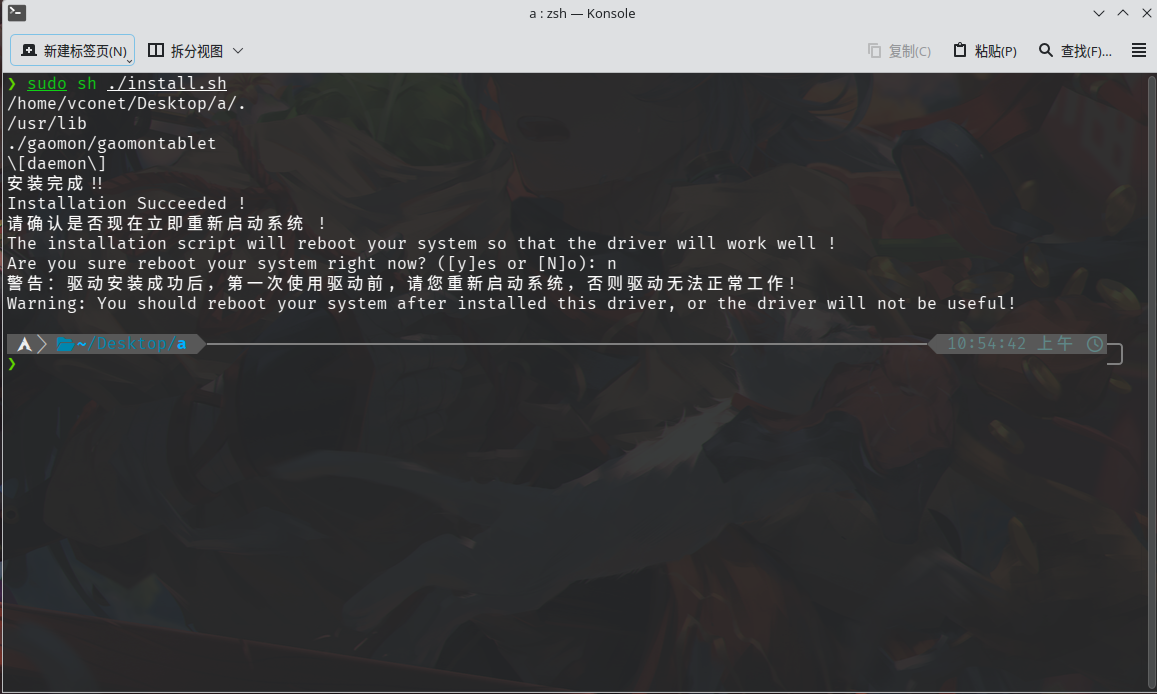 a : zsh — Konsole
新建标签页(N) 拆分视图 复制(C) 粘贴(P) 查找(F)...
❯ sudo sh ./install.sh
/home/vconet/Desktop/a/.
/usr/lib
./gaomon/gaomontablet
\[daemon\]
安装完成!!
Installation Succeeded !
请确认是否现在立即重新启动系统 !
The installation script will reboot your system so that the driver will work well !
Are you sure reboot your system right now? ([y]es or [N]o): n
警告：驱动安装成功后，第一次使用驱动前，请您重新启动系统，否则驱动无法正常工作!
Warning: You should reboot your system after installed this driver, or the driver will not be useful!
~/Desktop/a 10:54:42 上午
❯